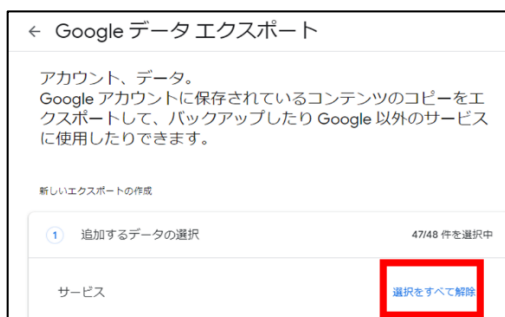 ← Google データ エクスポート
アカウント、データ。
Google アカウントに保存されているコンテンツのコピーをエ
クスポートして、バックアップしたり Google 以外のサービス
に使用したりできます。
新しいエクスポートの作成
1 追加するデータの選択 47/48 件を選択中
サービス 選択をすべて解除